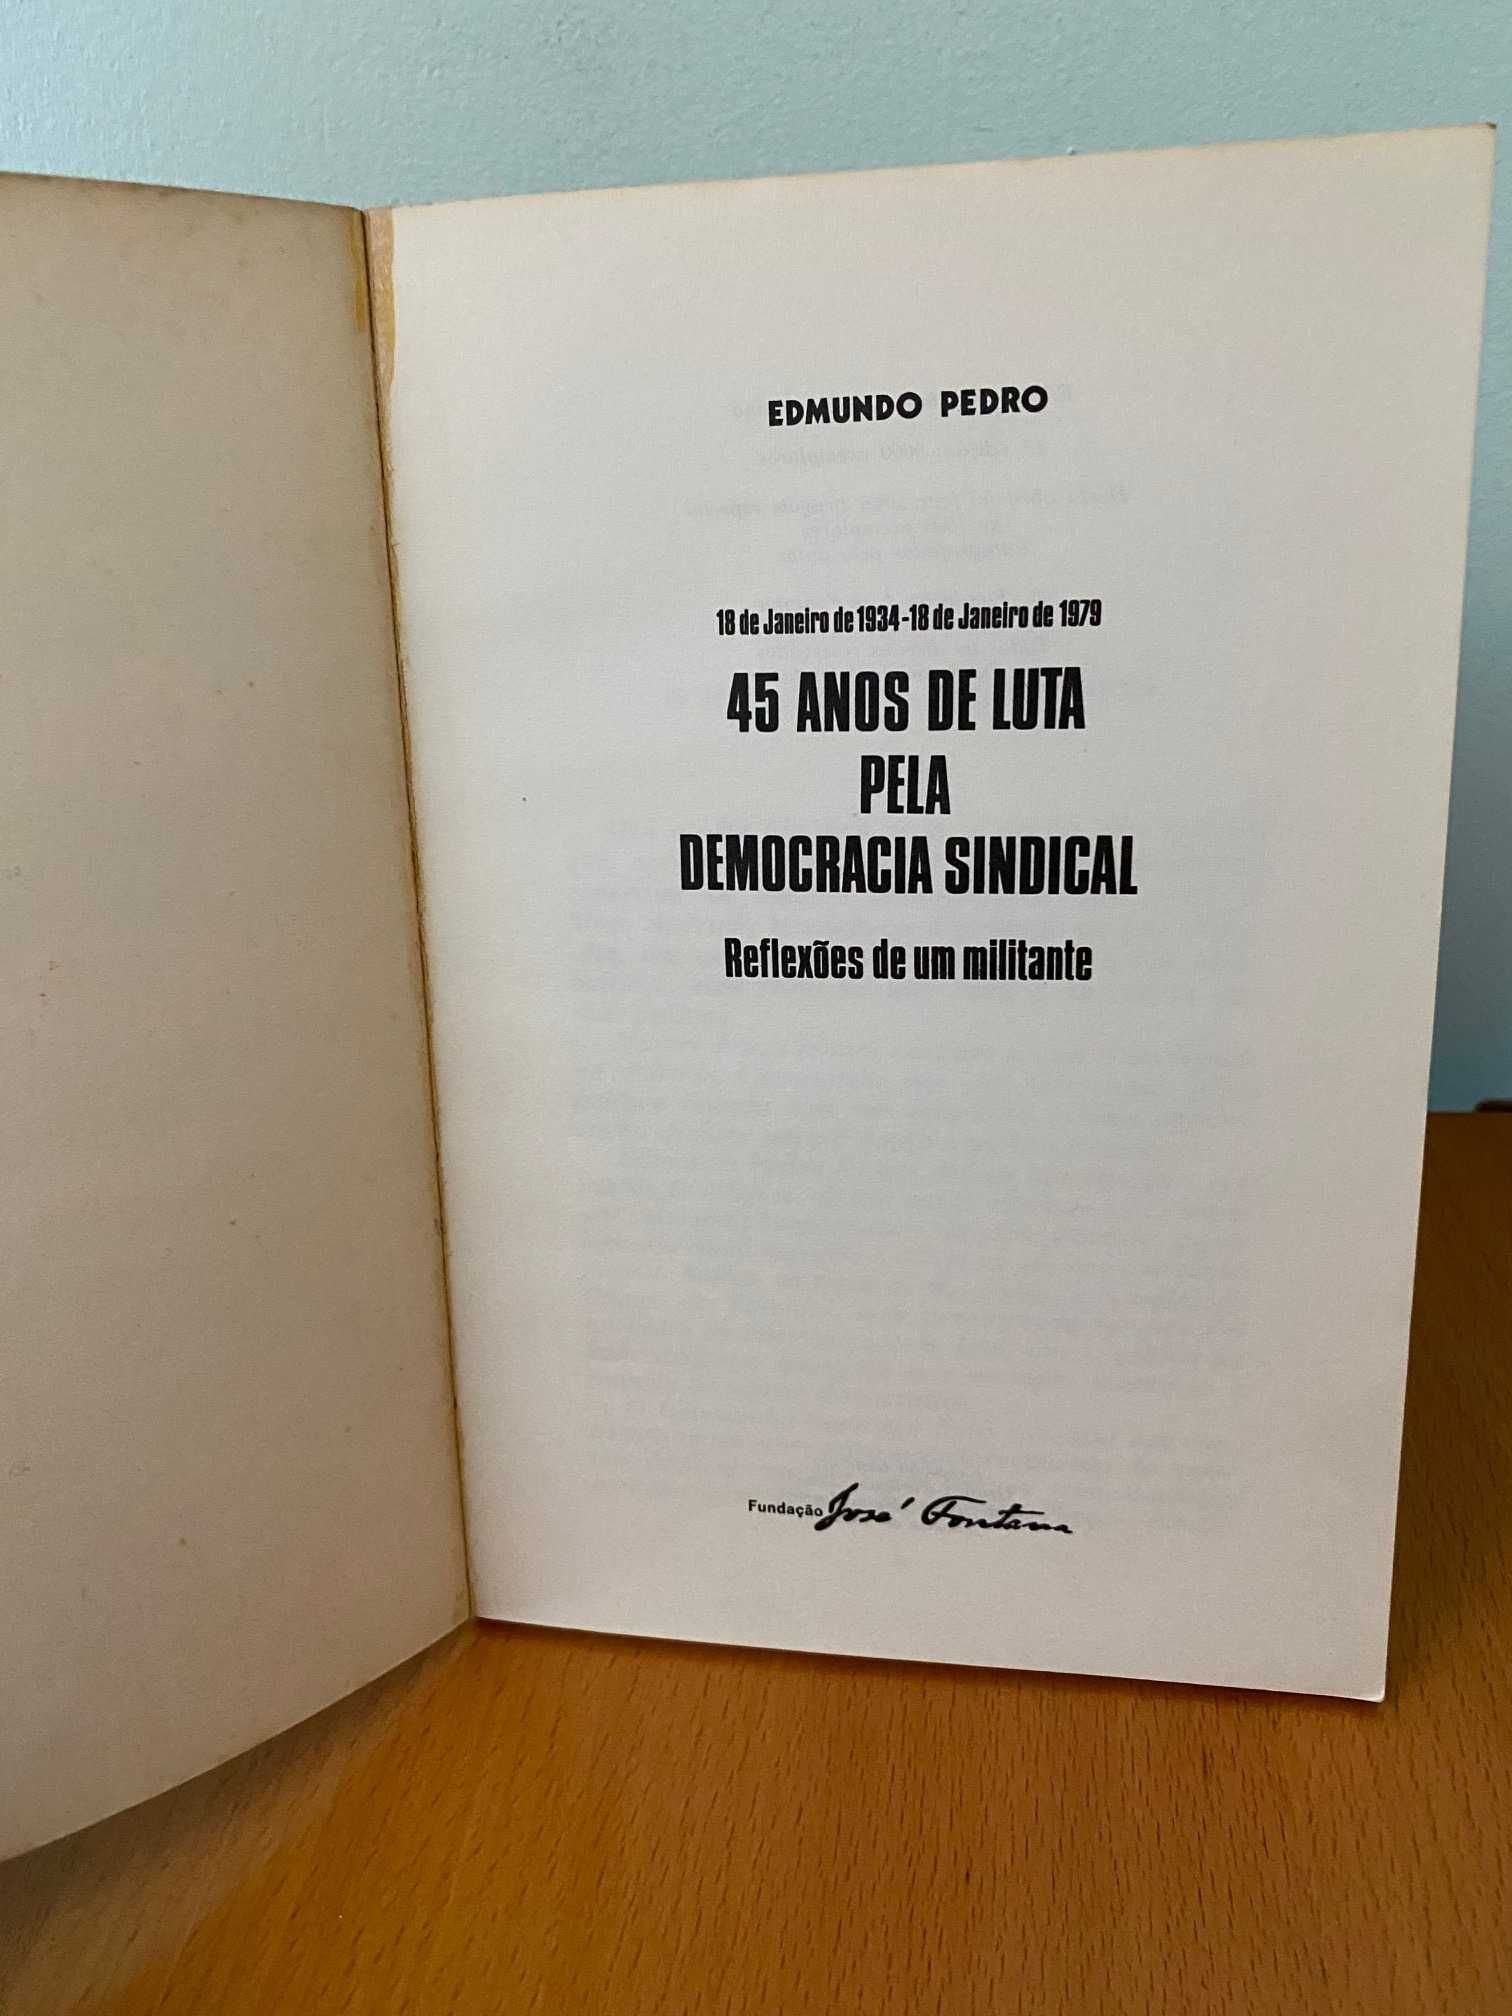 EDMUNDO PEDRO
18 de Janeiro de 1934-18 de Janeiro de 1979
45 ANOS DE LUTA
PELA
DEMOCRACIA SINDICAL
Reflexões de um militante
Fundação José Fontana